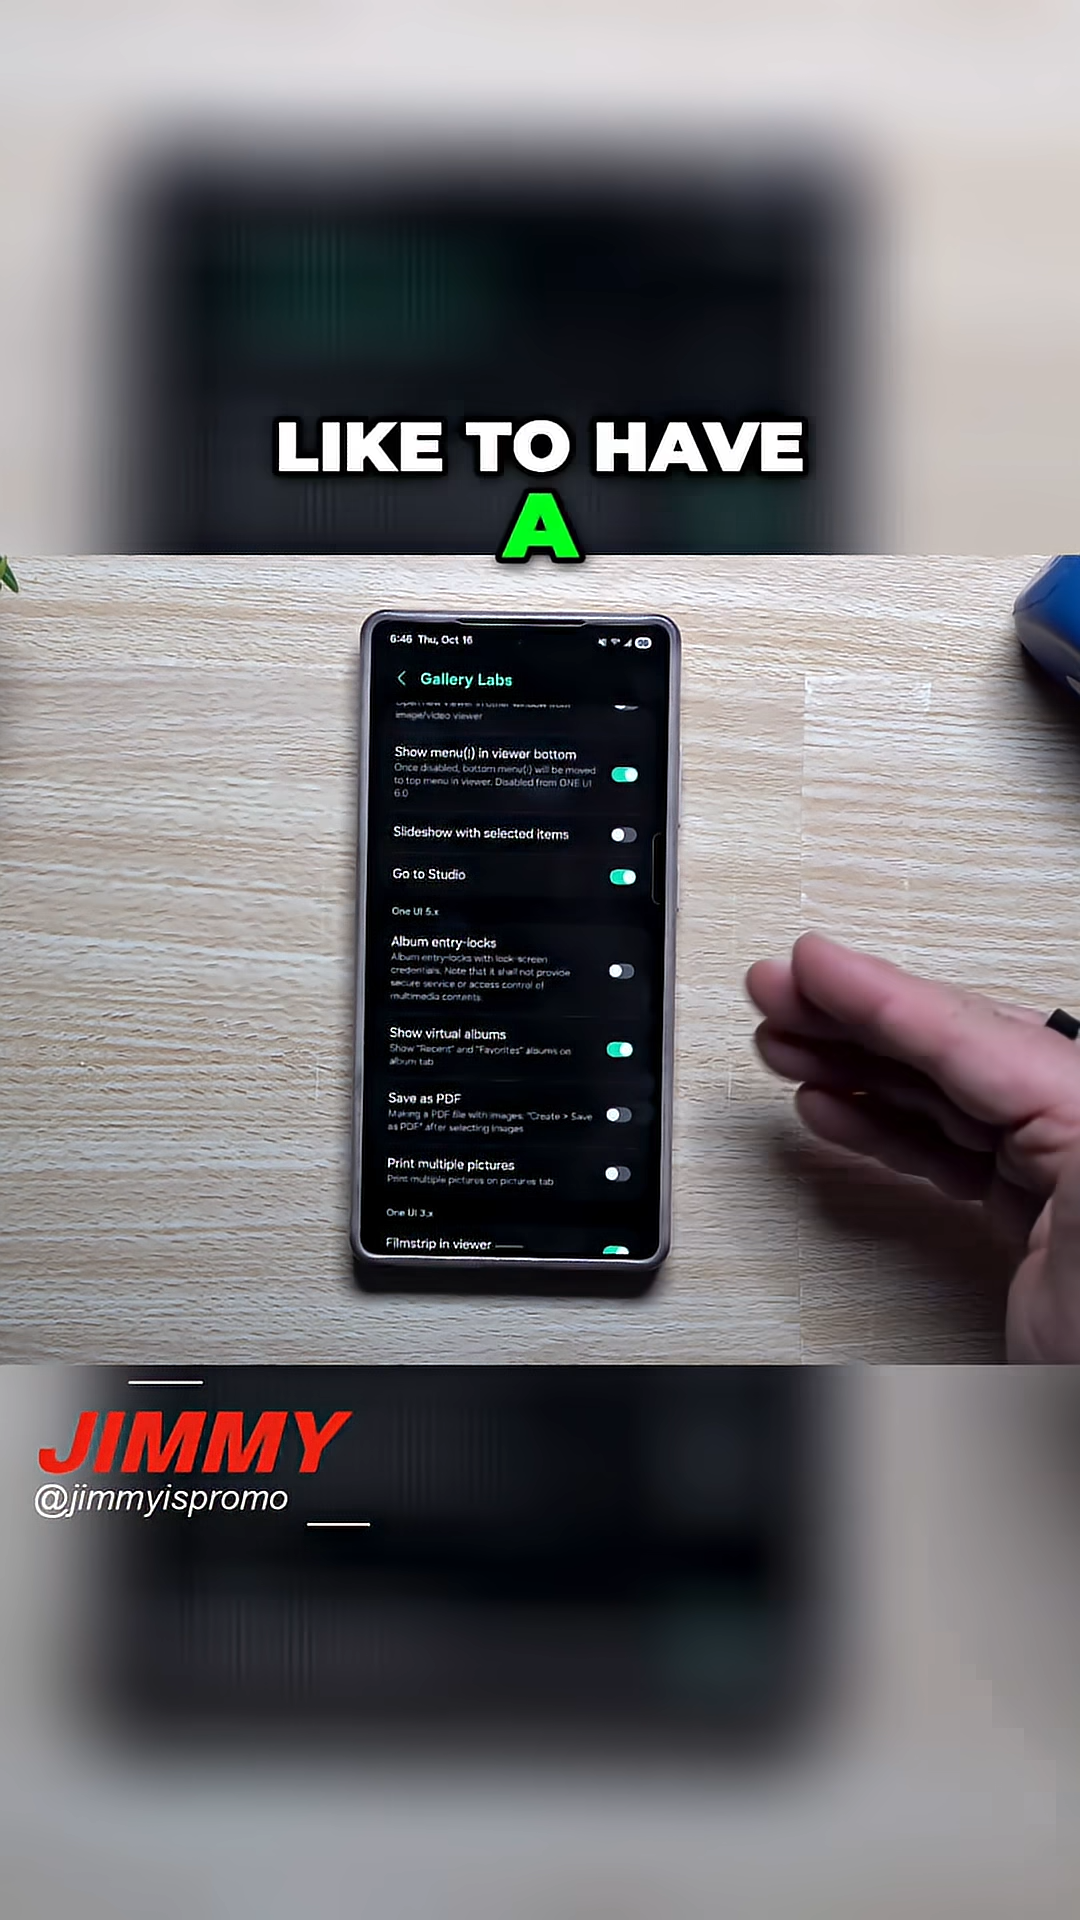 LIKE TO HAVE
A
6:46 Thu, Oct 16
Gallery Labs
image/video viewer
Show menu(⁝) in viewer bottom
Once disabled, bottom menu(⁝) will be moved
to top menu in viewer. Disabled from ONE UI
6.0
Slideshow with selected items
Go to Studio
One UI 5.x
Album entry-locks
Album entry-locks with lock-screen
credentials. Note that it shall not provide
secure service or access control of
multimedia contents.
Show virtual albums
Show "Recent" and "Favorites" albums on
album tab
Save as PDF
Making a PDF file with images: "Create > Save
as PDF" after selecting images
Print multiple pictures
Print multiple pictures on pictures tab
One UI 3.x
Filmstrip in viewer
JIMMY
@jimmyispromo